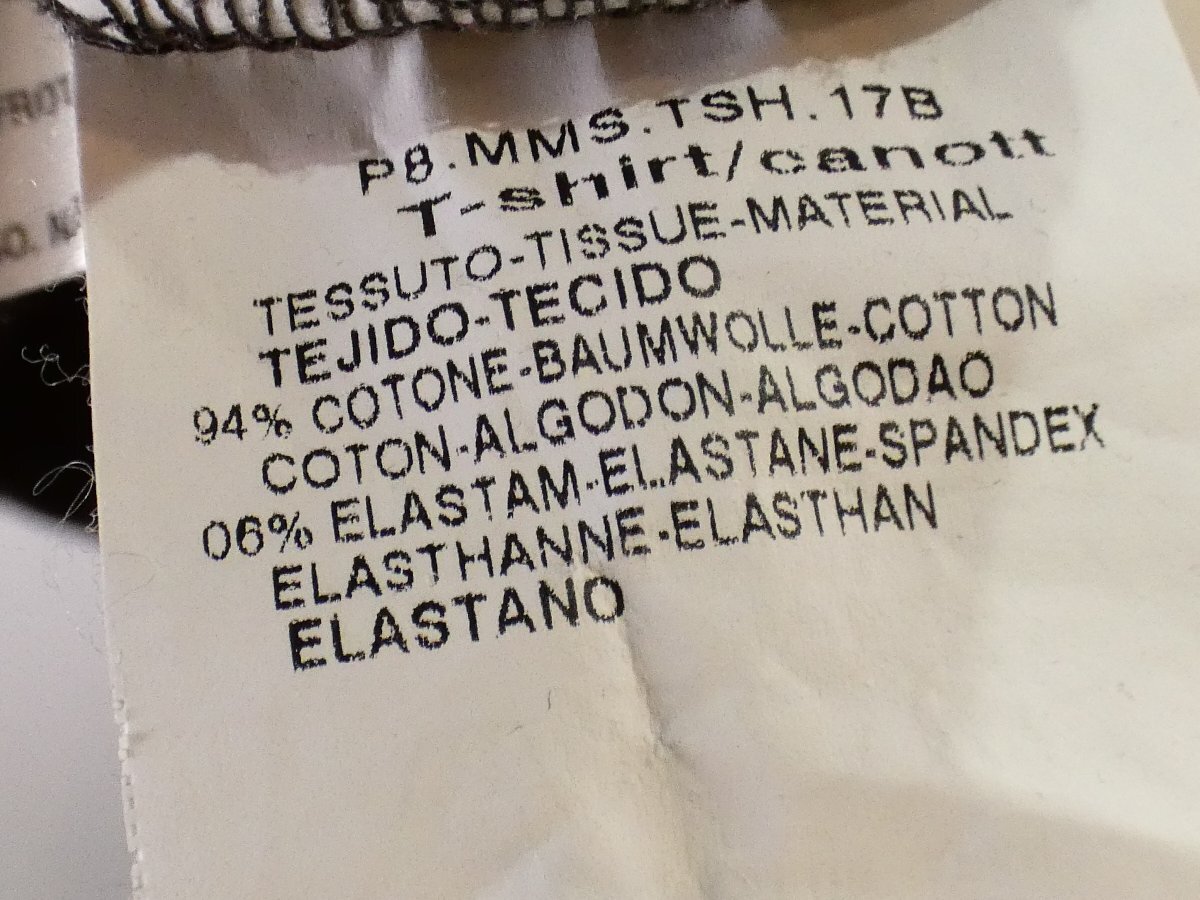 P8.MMS.TSH.17B
T-shirt/canott
TESSUTO-TISSUE-MATERIAL
TEJIDO-TECIDO
94% COTONE-BAUMWOLLE-COTTON
COTON-ALGODON-ALGODAO
06% ELASTAM-ELASTANE-SPANDEX
ELASTHANNE-ELASTHAN
ELASTANO